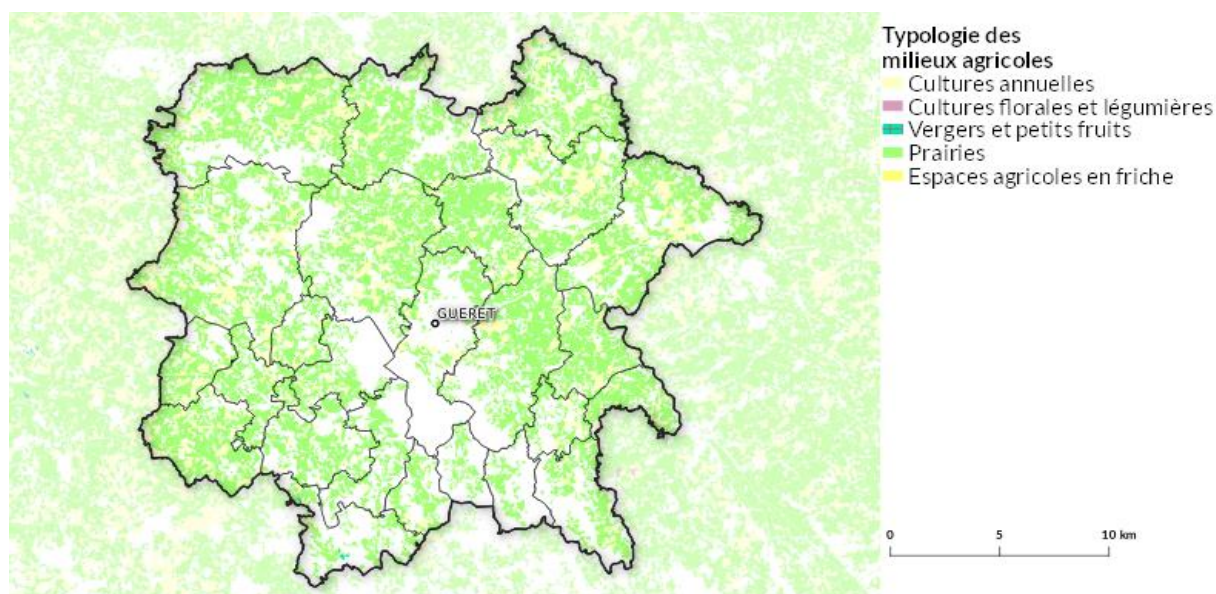 Typologie des
milieux agricoles
Cultures annuelles
Cultures florales et légumières
Vergers et petits fruits
Prairies
Espaces agricoles en friche
GUERET
0 5 10 km